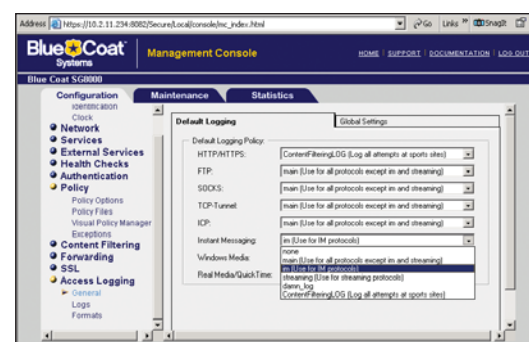 Address https://10.2.11.234:8082/Secure/Local/console/mc_index.html Go Links » SnagIt
Blue Coat Systems
Management Console
HOME | SUPPORT | DOCUMENTATION | LOG OUT
Blue Coat SG8000
Configuration Maintenance Statistics
Identification
Clock
Network
Services
External Services
Health Checks
Authentication
Policy
Policy Options
Policy Files
Visual Policy Manager
Exceptions
Content Filtering
Forwarding
SSL
Access Logging
General
Logs
Formats
Default Logging Global Settings
Default Logging Policy:
HTTP/HTTPS: ContentFilteringLOG (Log all attempts at sports sites)
FTP: main (Use for all protocols except im and streaming)
SOCKS: main (Use for all protocols except im and streaming)
TCP-Tunnel: main (Use for all protocols except im and streaming)
ICP: main (Use for all protocols except im and streaming)
Instant Messaging: im (Use for IM protocols)
none
Windows Media: main (Use for all protocols except im and streaming)
im (Use for IM protocols)
Real Media/QuickTime: streaming (Use for streaming protocols)
damn_log
ContentFilteringLOG (Log all attempts at sports sites)